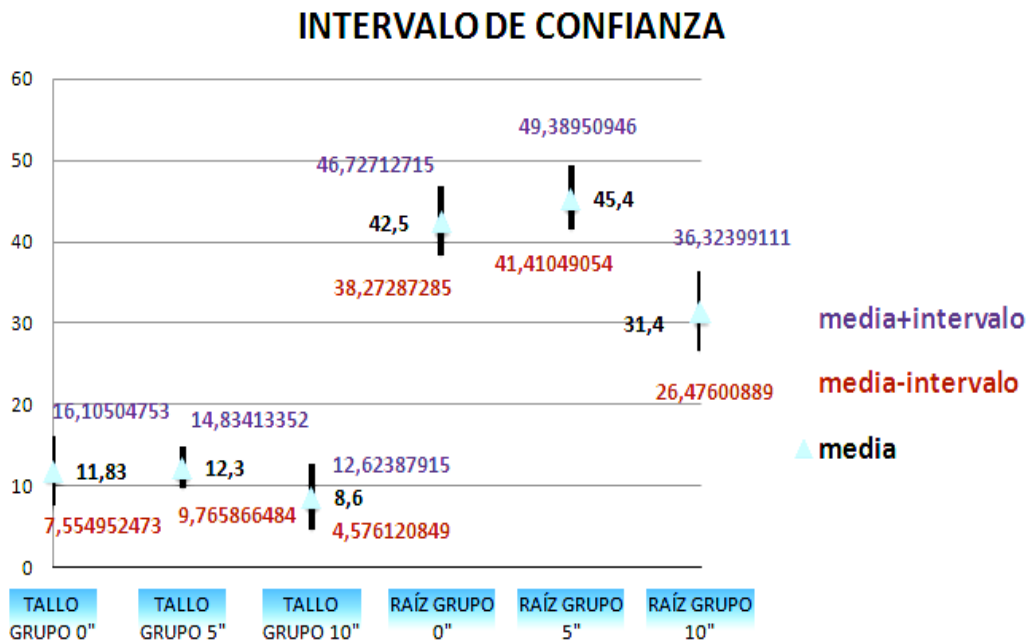 INTERVALO DE CONFIANZA
60
50
40
30
20
10
0
49,38950946
46,72712715
45,4
42,5
36,32399111
41,41049054
38,27287285
31,4
26,47600889
16,10504753
14,83413352
11,83
12,3
12,62387915
8,6
7,554952473
9,765866484
4,576120849
media+intervalo
media-intervalo
media
TALLO
GRUPO 0"
TALLO
GRUPO 5"
TALLO
GRUPO 10"
RAÍZ GRUPO
0"
RAÍZ GRUPO
5"
RAÍZ GRUPO
10"